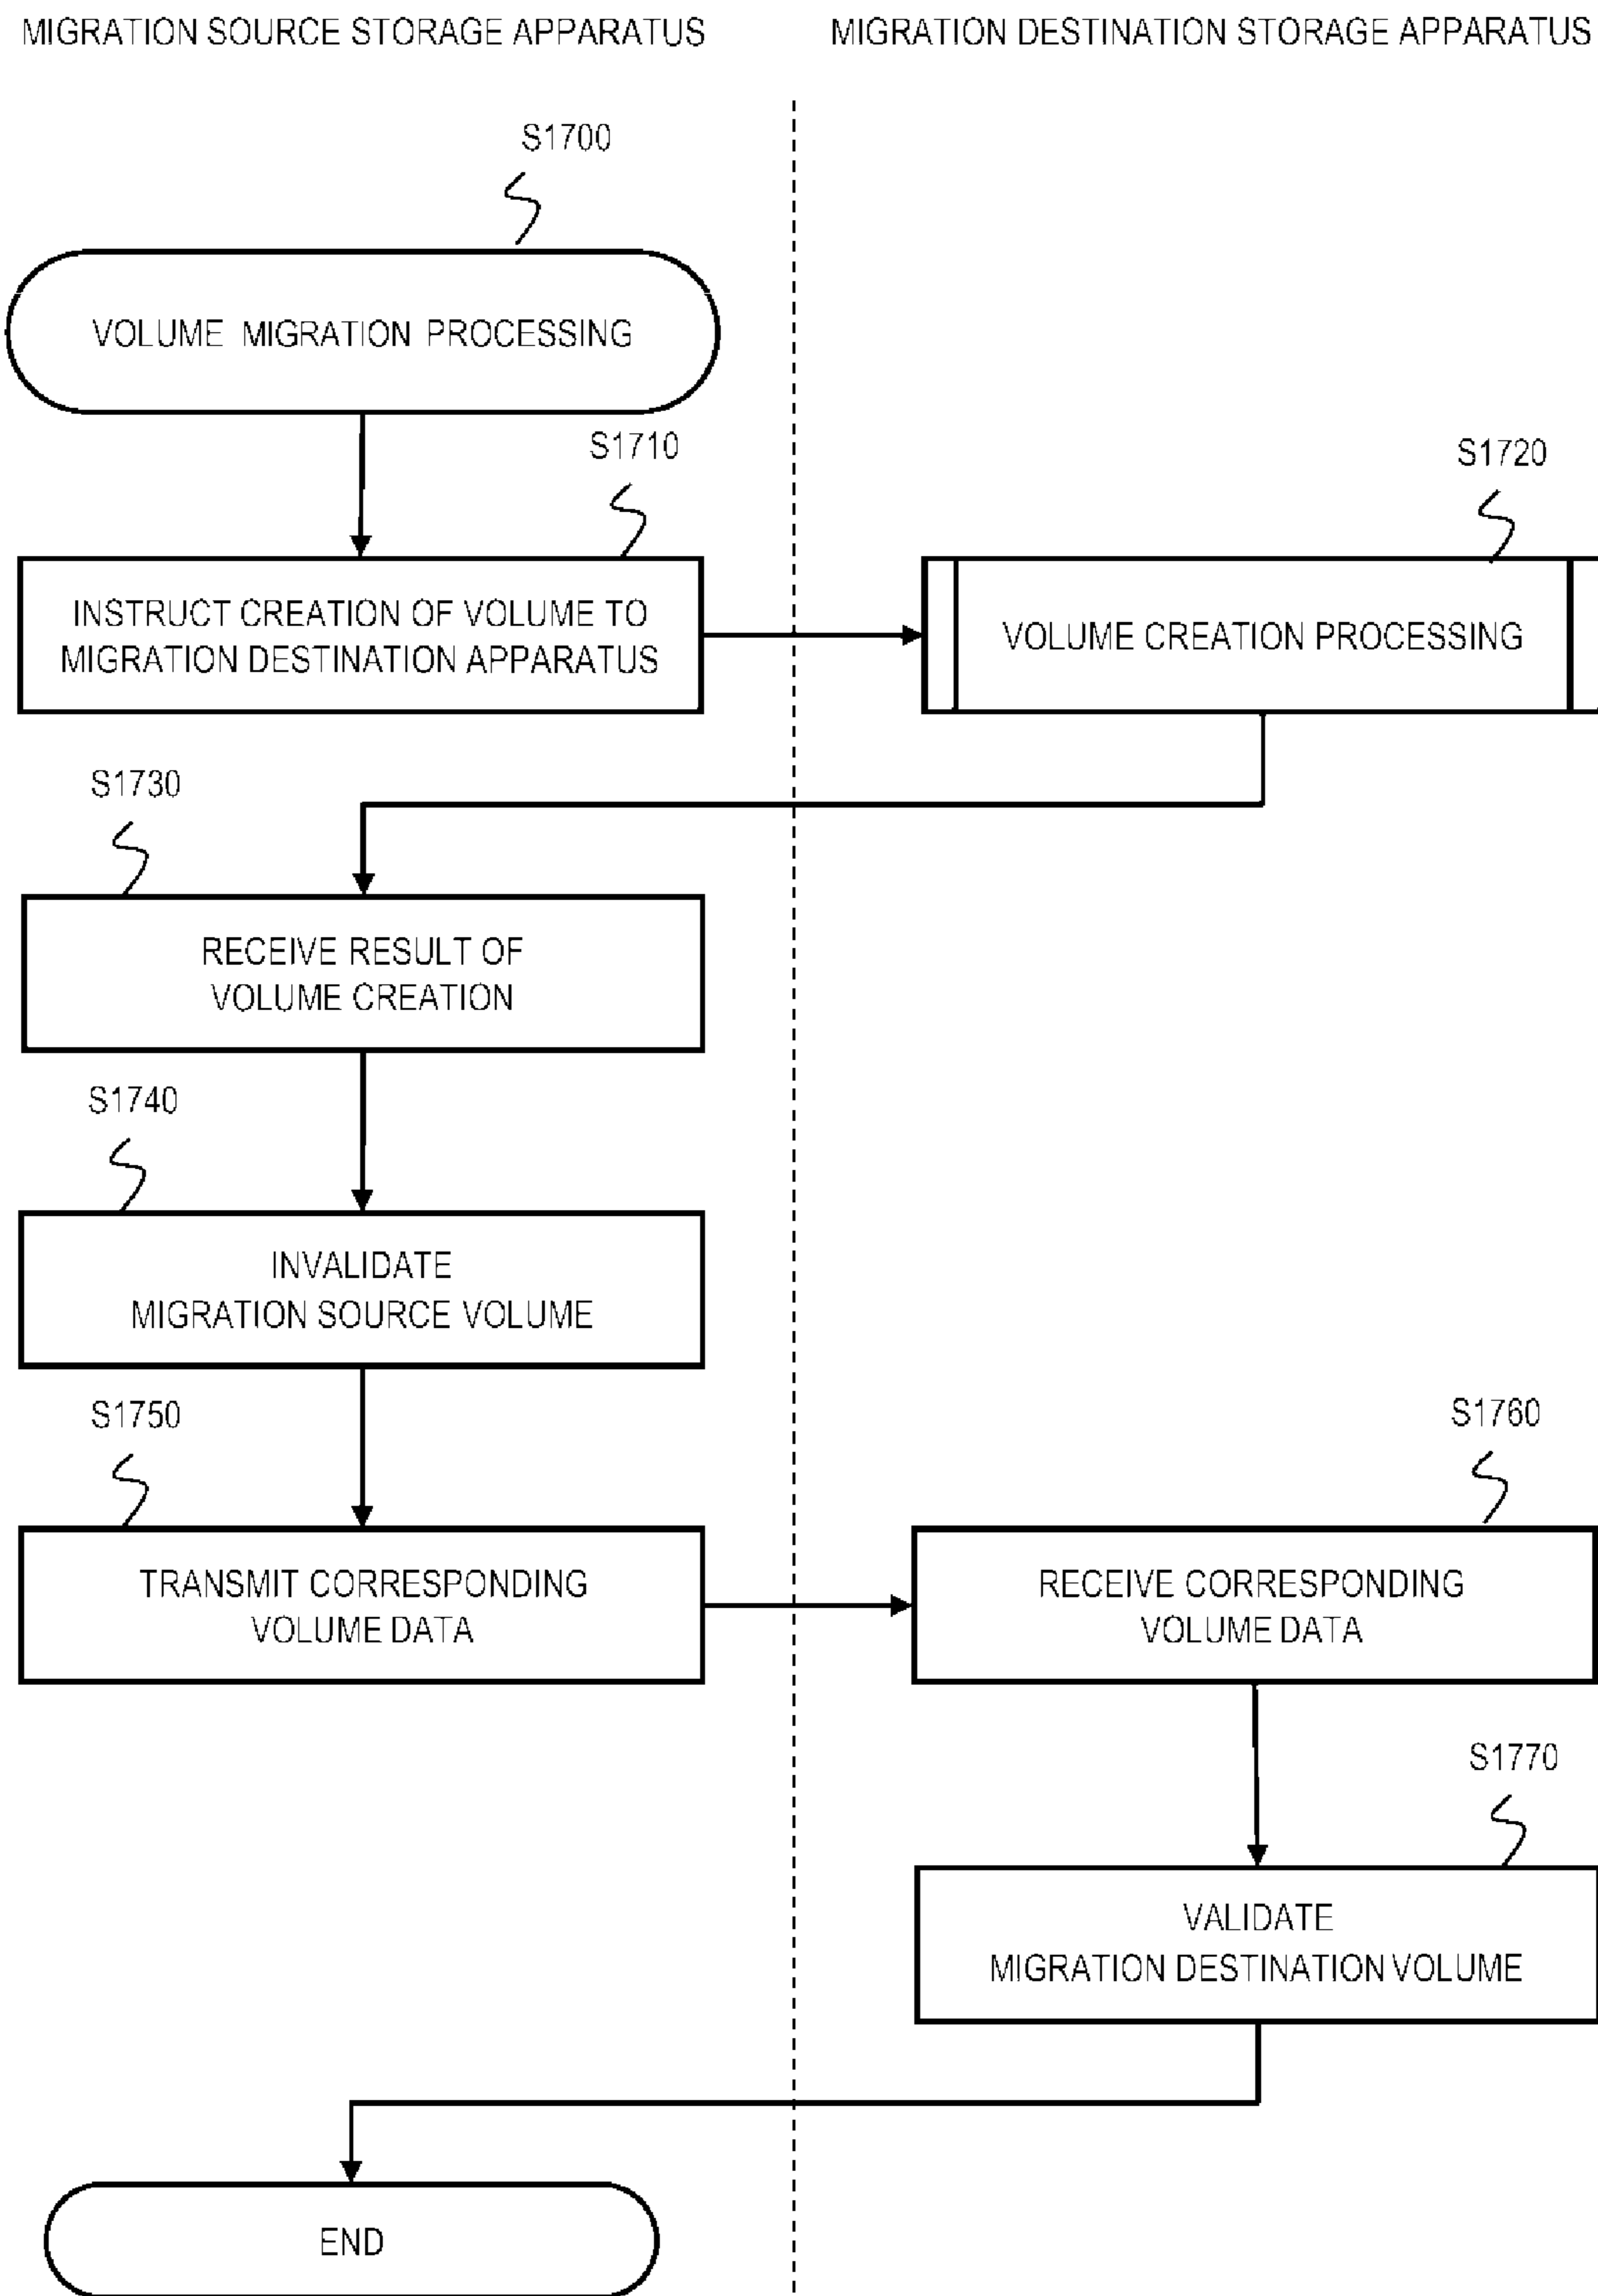 MIGRATION SOURCE STORAGE APPARATUS
MIGRATION DESTINATION STORAGE APPARATUS
S1700
VOLUME MIGRATION PROCESSING
S1710
INSTRUCT CREATION OF VOLUME TO
MIGRATION DESTINATION APPARATUS
S1720
VOLUME CREATION PROCESSING
S1730
RECEIVE RESULT OF
VOLUME CREATION
S1740
INVALIDATE
MIGRATION SOURCE VOLUME
S1750
TRANSMIT CORRESPONDING
VOLUME DATA
S1760
RECEIVE CORRESPONDING
VOLUME DATA
S1770
VALIDATE
MIGRATION DESTINATION VOLUME
END